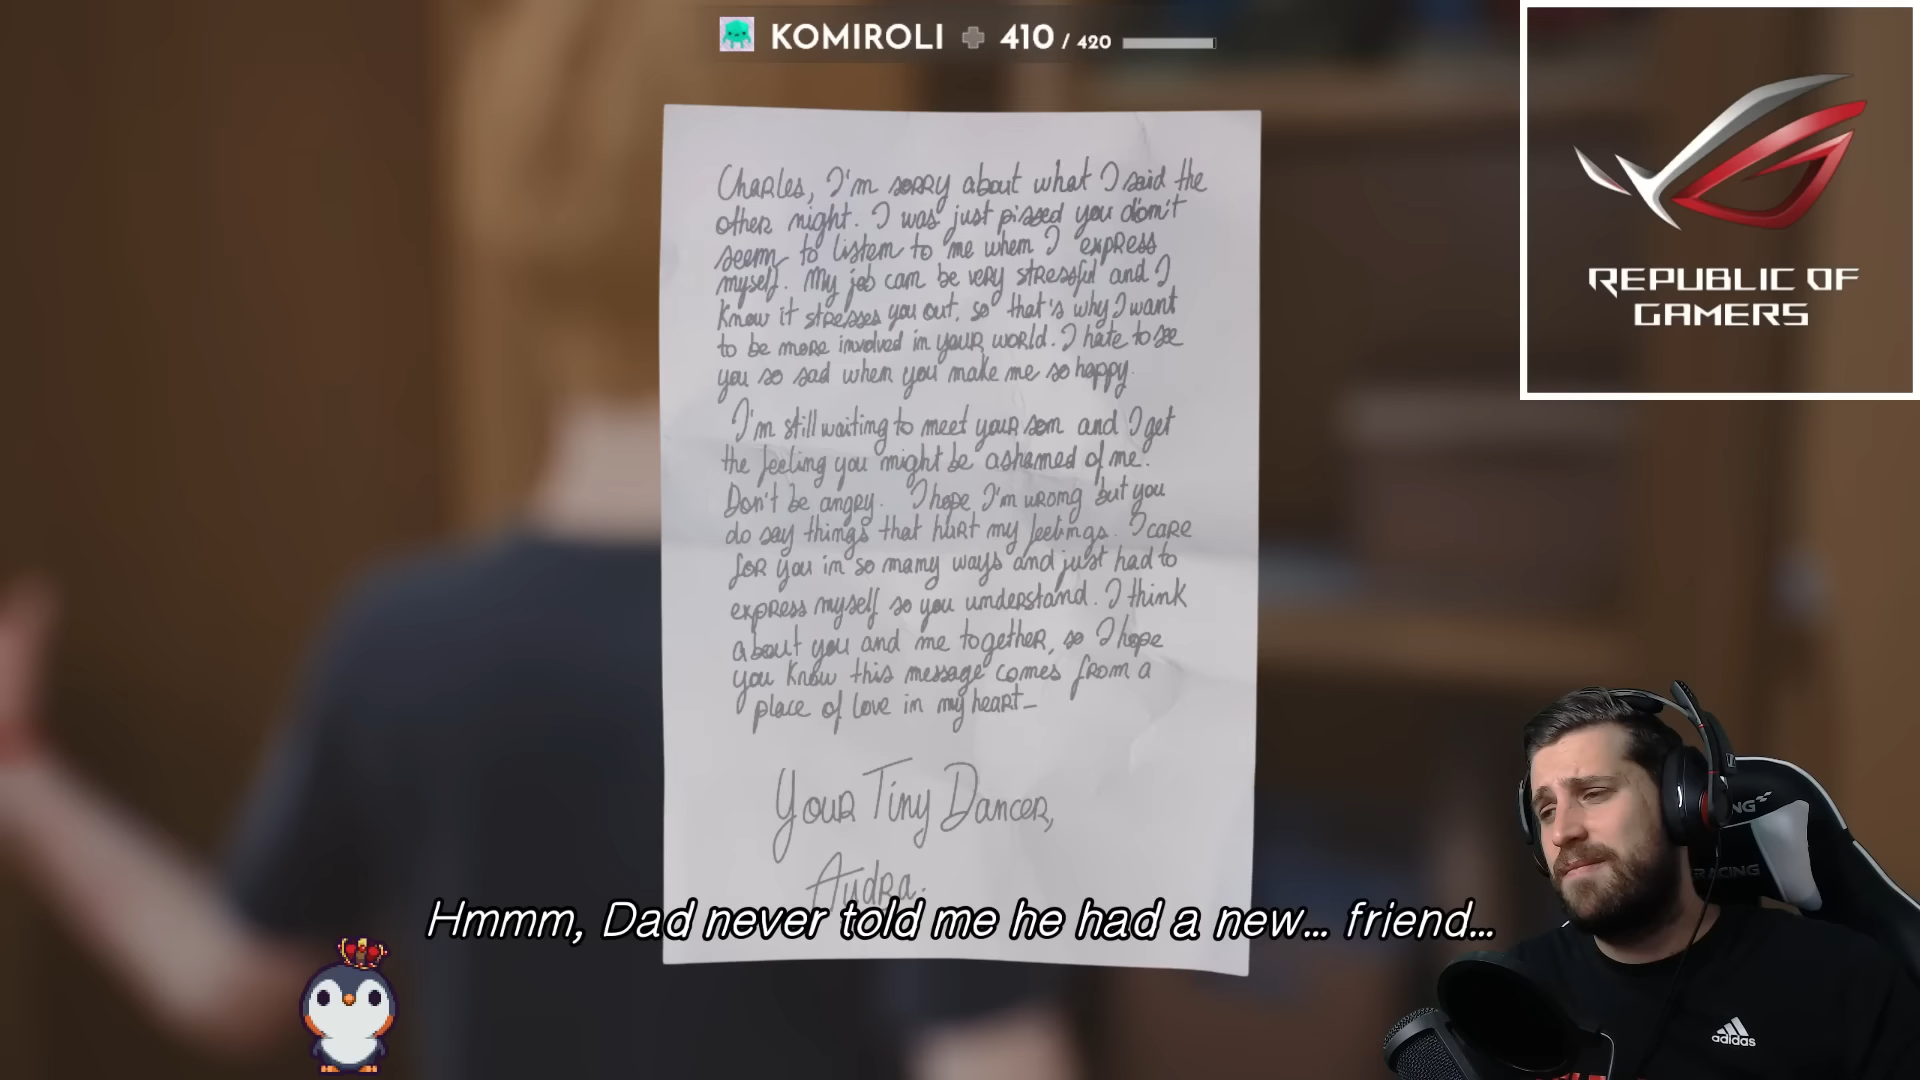 KOMIROLI 410 / 420
REPUBLIC OF
GAMERS
Charles, I'm sorry about what I said the
other night. I was just pissed you don't
seem to listen to me when I express
myself. My job can be very stressful and I
know it stresses you out, so that's why I want
to be more involved in your world. I hate to see
you so sad when you make me so happy.
I'm still waiting to meet your son and I get
the feeling you might be ashamed of me.
Don't be angry. I hope I'm wrong but you
do say things that hurt my feelings. I care
for you in so many ways and just had to
express myself so you understand. I think
about you and me together, so I hope
you know this message comes from a
place of love in my heart—
Your Tiny Dancer,
Audra.
Hmmm, Dad never told me he had a new... friend...
RACING
adidas